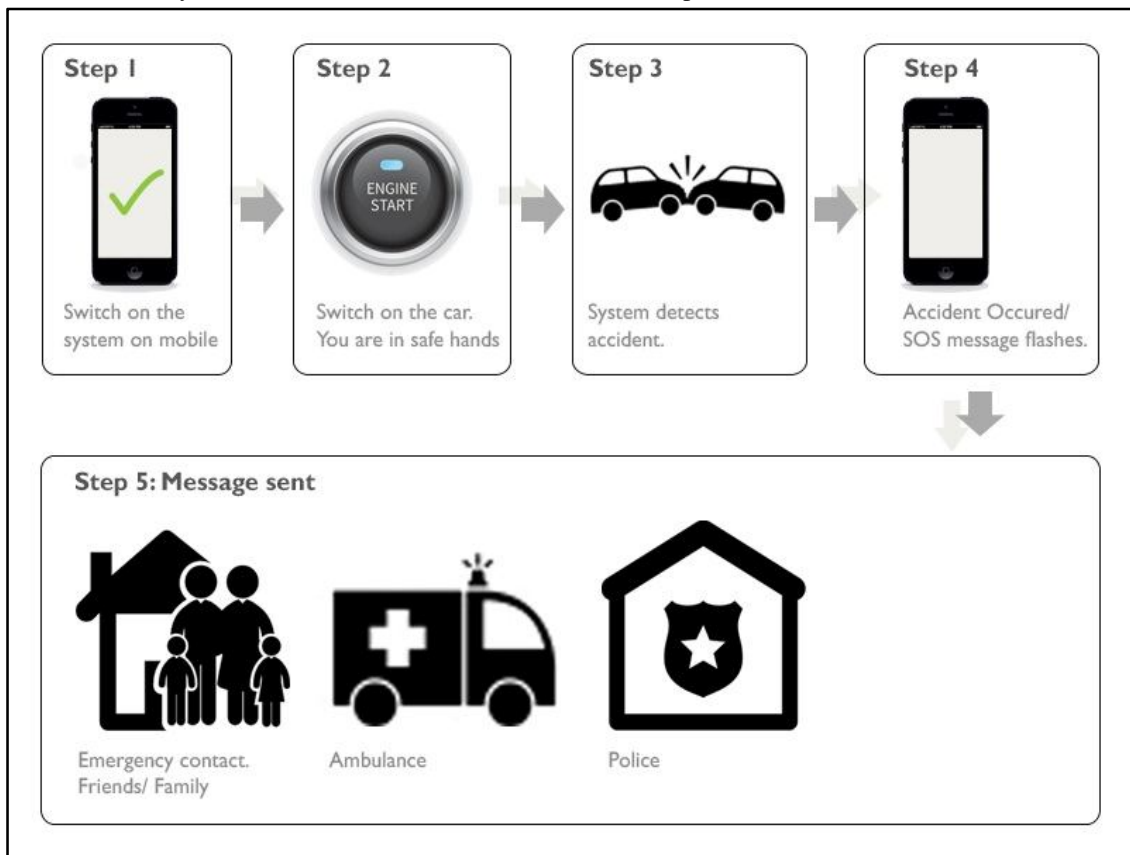 Step 1
Switch on the
system on mobile
Step 2
ENGINE
START
Switch on the car.
You are in safe hands
Step 3
System detects
accident.
Step 4
Accident Occured/
SOS message flashes.
Step 5: Message sent
Emergency contact.
Friends/ Family
Ambulance
Police